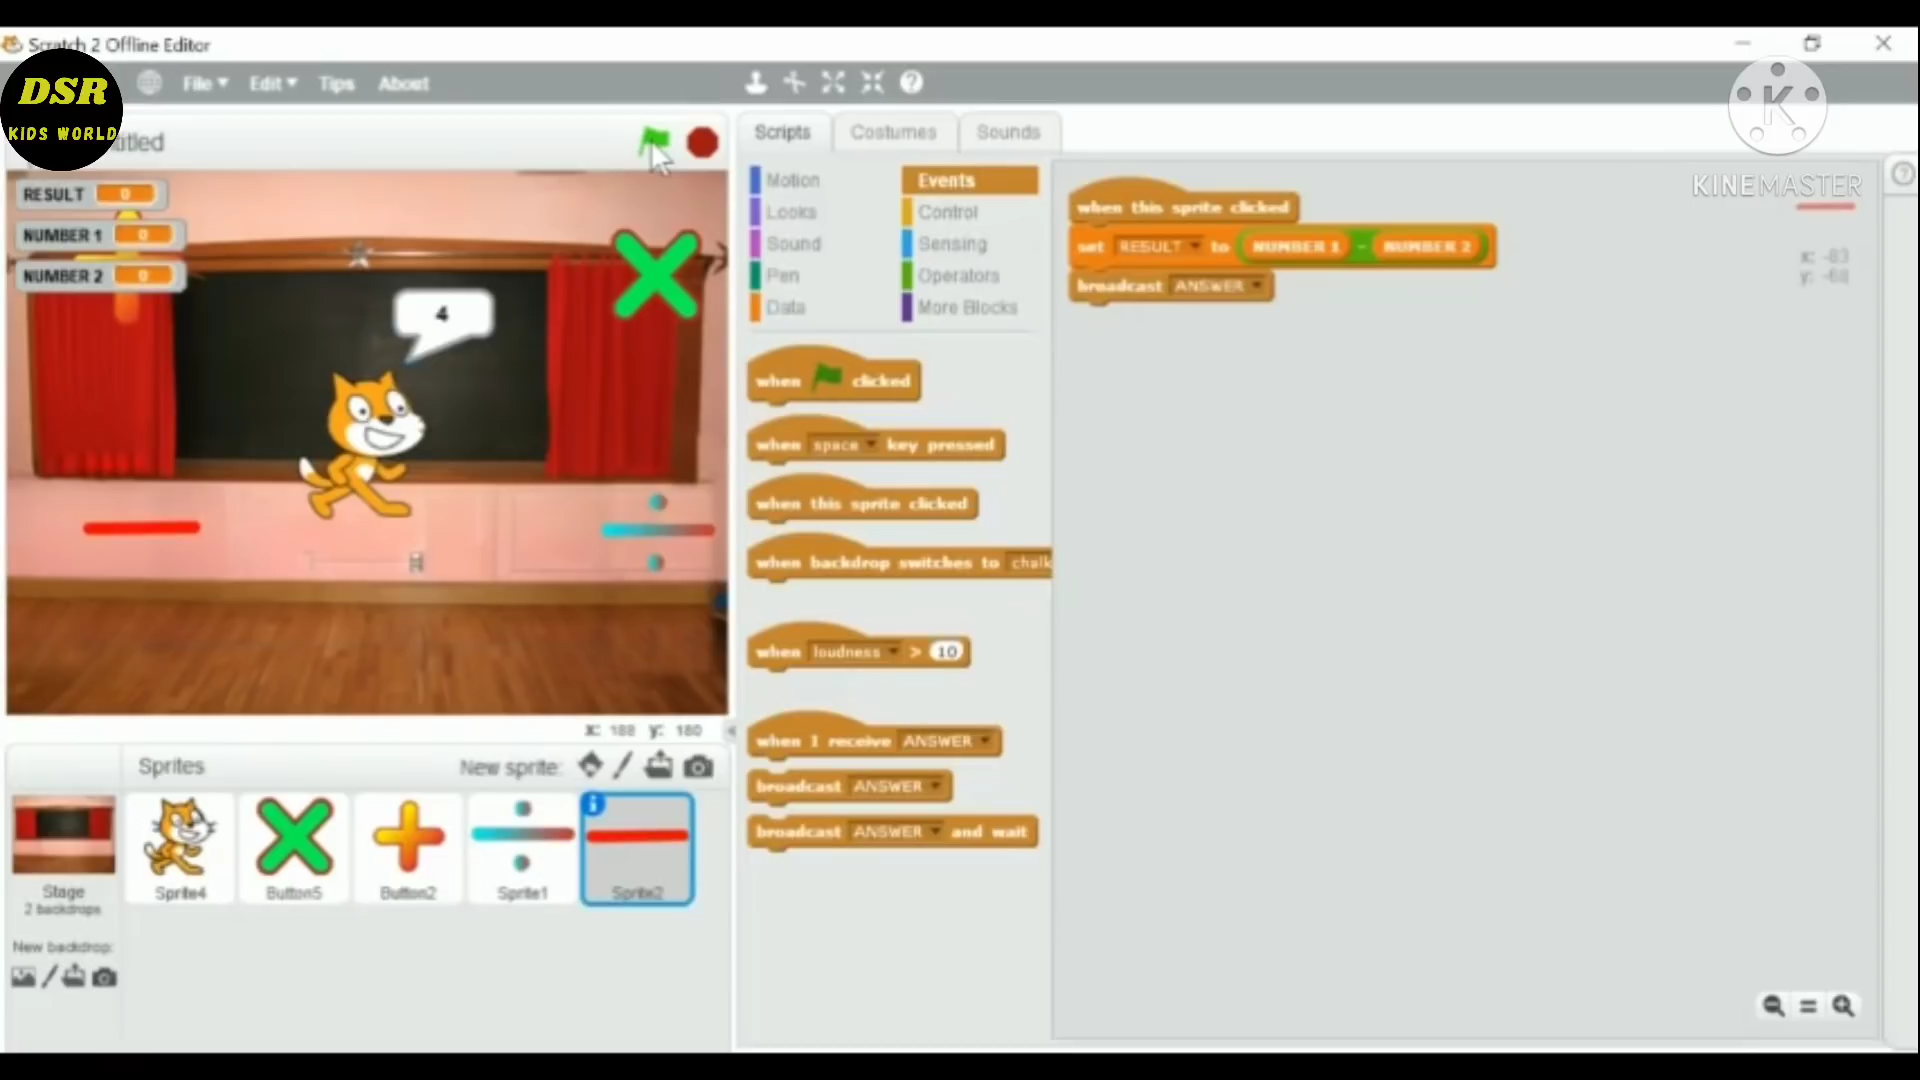 Scratch 2 Offline Editor
DSR
KIDS WORLD
File Edit Tips About
KINEMASTER
RESULT 0
NUMBER 1 0
NUMBER 2 0
4
x: 188 y: 180
Sprites New sprite:
Stage
2 backdrops
New backdrop:
Sprite4 Button5 Button2 Sprite1 Sprite2
Scripts Costumes Sounds
Motion Events
Looks Control
Sound Sensing
Pen Operators
Data More Blocks
when clicked
when space key pressed
when this sprite clicked
when backdrop switches to chalk
when loudness > 10
when I receive ANSWER
broadcast ANSWER
broadcast ANSWER and wait
when this sprite clicked
set RESULT to NUMBER 1 - NUMBER 2
broadcast ANSWER
x: -83
y: -68